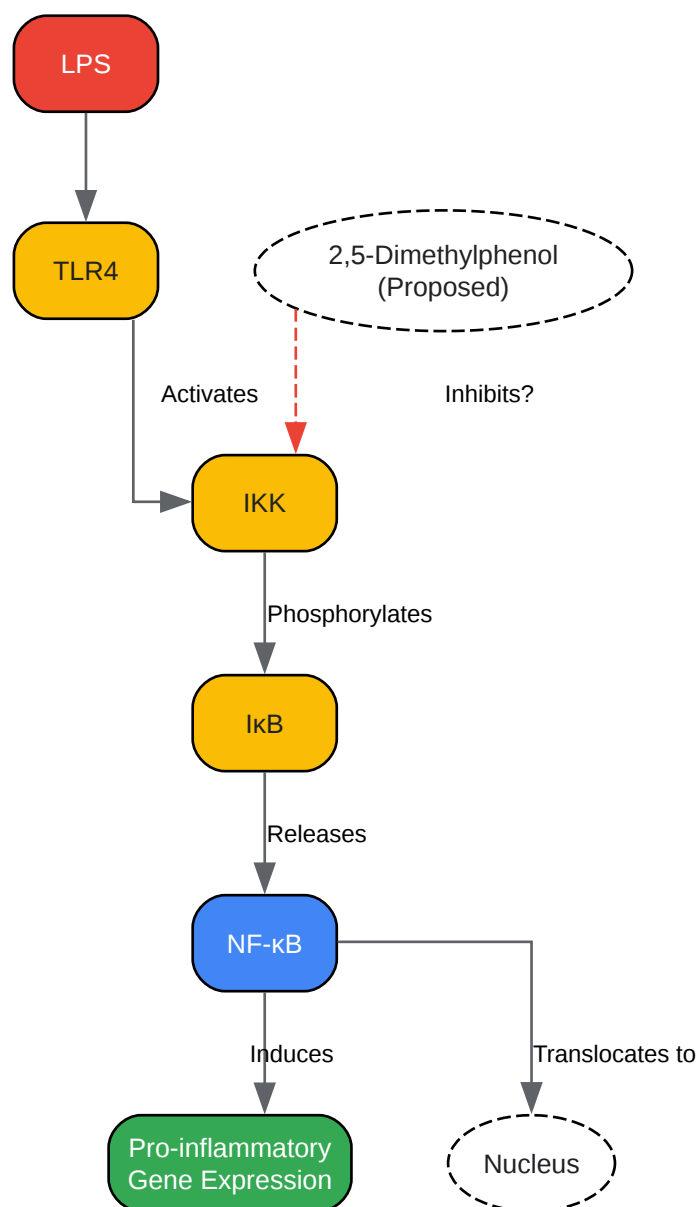 LPS
TLR4
2,5-Dimethylphenol
(Proposed)
Activates
Inhibits?
IKK
Phosphorylates
IκB
Releases
NF-κB
Induces
Translocates to
Pro-inflammatory
Gene Expression
Nucleus